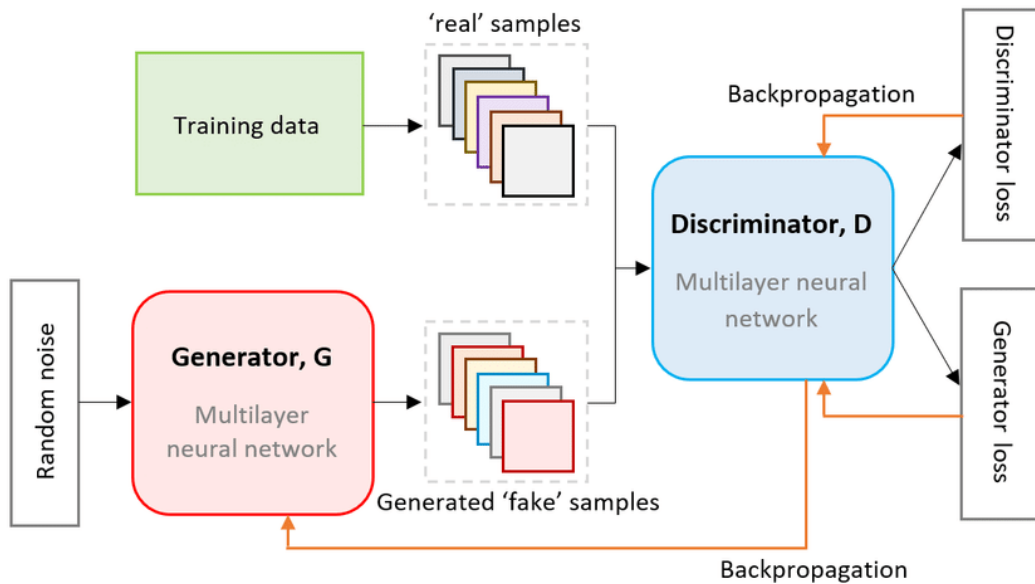 'real' samples
Training data
Backpropagation
Discriminator loss
Discriminator, D
Multilayer neural
network
Random noise
Generator, G
Multilayer
neural network
Generated 'fake' samples
Generator loss
Backpropagation